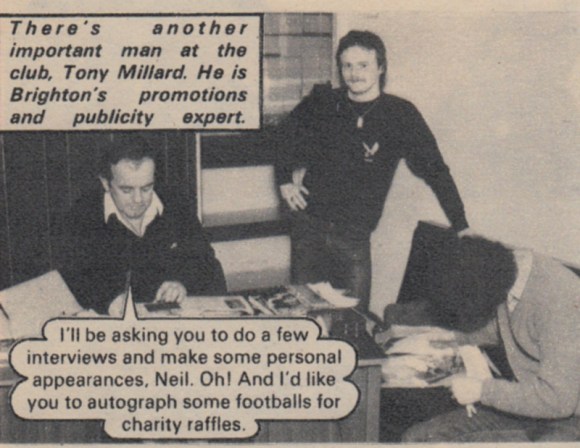 There's another
important man at the
club, Tony Millard. He is
Brighton's promotions
and publicity expert.
I'll be asking you to do a few
interviews and make some personal
appearances, Neil. Oh! And I'd like
you to autograph some footballs for
charity raffles.